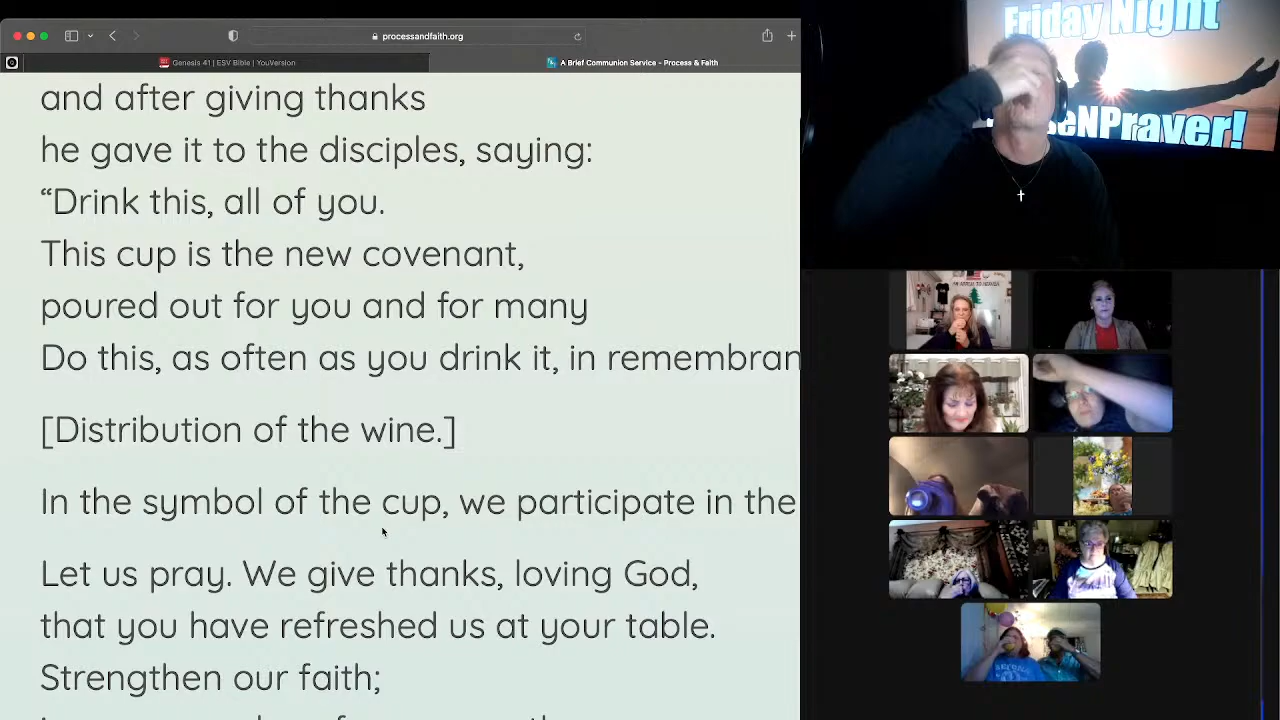 processandfaith.org
Genesis 41 | ESV Bible | YouVersion
A Brief Communion Service - Process & Faith
and after giving thanks
he gave it to the disciples, saying:
“Drink this, all of you.
This cup is the new covenant,
poured out for you and for many
Do this, as often as you drink it, in remembran
[Distribution of the wine.]
In the symbol of the cup, we participate in the
Let us pray. We give thanks, loving God,
that you have refreshed us at your table.
Strengthen our faith;
Friday Night
seNPrayer!